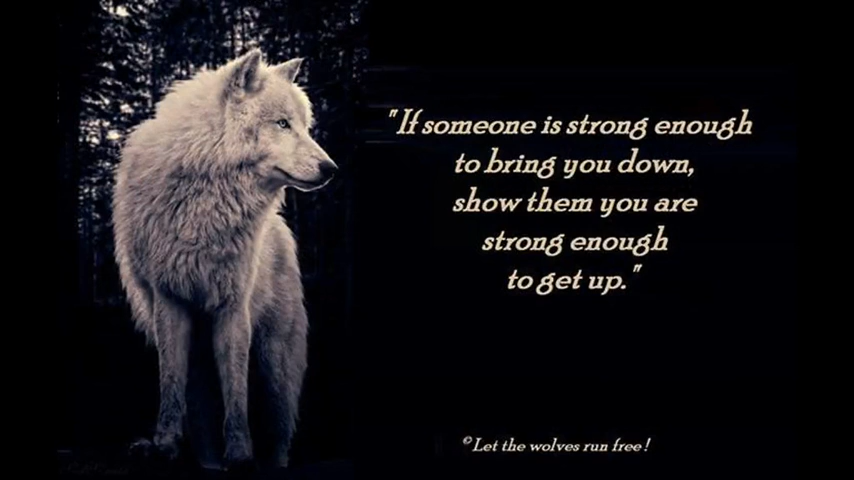 "If someone is strong enough
to bring you down,
show them you are
strong enough
to get up."
©Let the wolves run free!